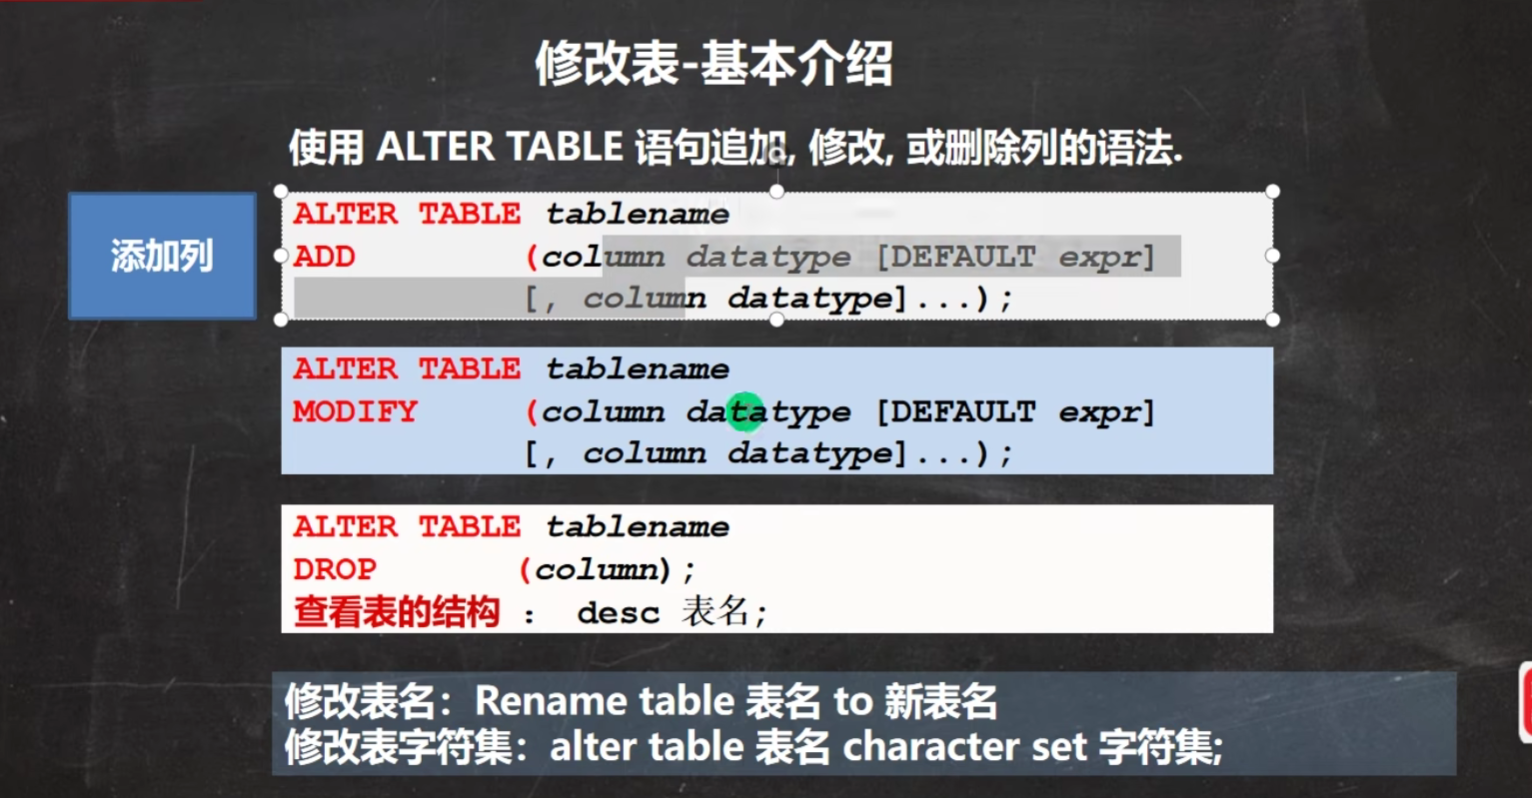 修改表-基本介绍
使用 ALTER TABLE 语句追加, 修改, 或删除列的语法.
添加列
ALTER TABLE tablename
ADD (column datatype [DEFAULT expr]
[, column datatype]...);
ALTER TABLE tablename
MODIFY (column datatype [DEFAULT expr]
[, column datatype]...);
ALTER TABLE tablename
DROP (column);
查看表的结构 : desc 表名;
修改表名：Rename table 表名 to 新表名
修改表字符集：alter table 表名 character set 字符集;